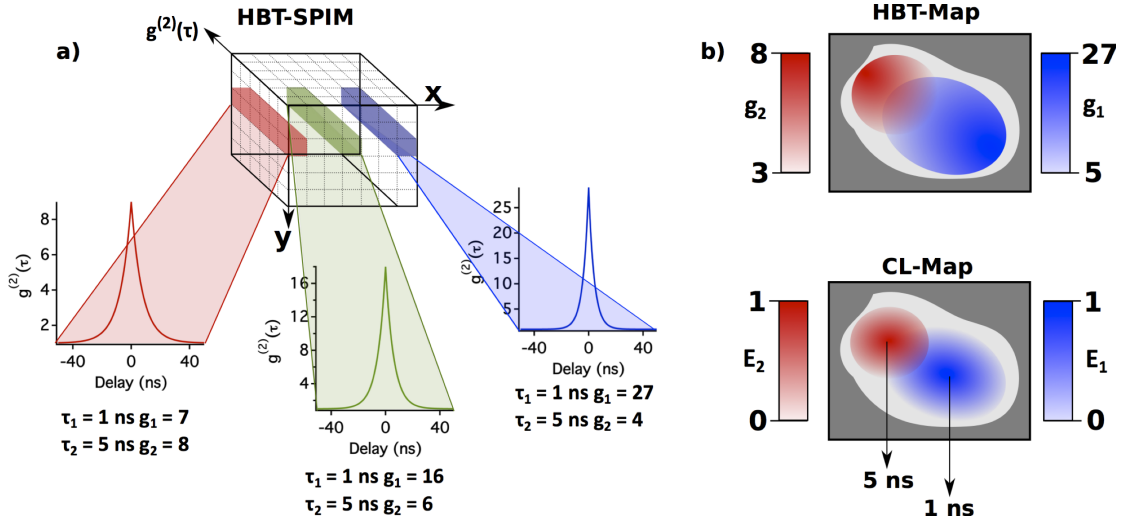 HBT-SPIM
a)
g⁽²⁾(τ)
x
y
g⁽²⁾(τ)
8
6
4
2
-40 0 40
Delay (ns)
τ₁ = 1 ns g₁ = 7
τ₂ = 5 ns g₂ = 8
g⁽²⁾(τ)
16
12
8
4
-40 0 40
Delay (ns)
τ₁ = 1 ns g₁ = 16
τ₂ = 5 ns g₂ = 6
g⁽²⁾(τ)
25
20
15
10
5
-40 0 40
Delay (ns)
τ₁ = 1 ns g₁ = 27
τ₂ = 5 ns g₂ = 4
b)
HBT-Map
8
g₂
3
27
g₁
5
CL-Map
1
E₂
0
1
E₁
0
5 ns
1 ns